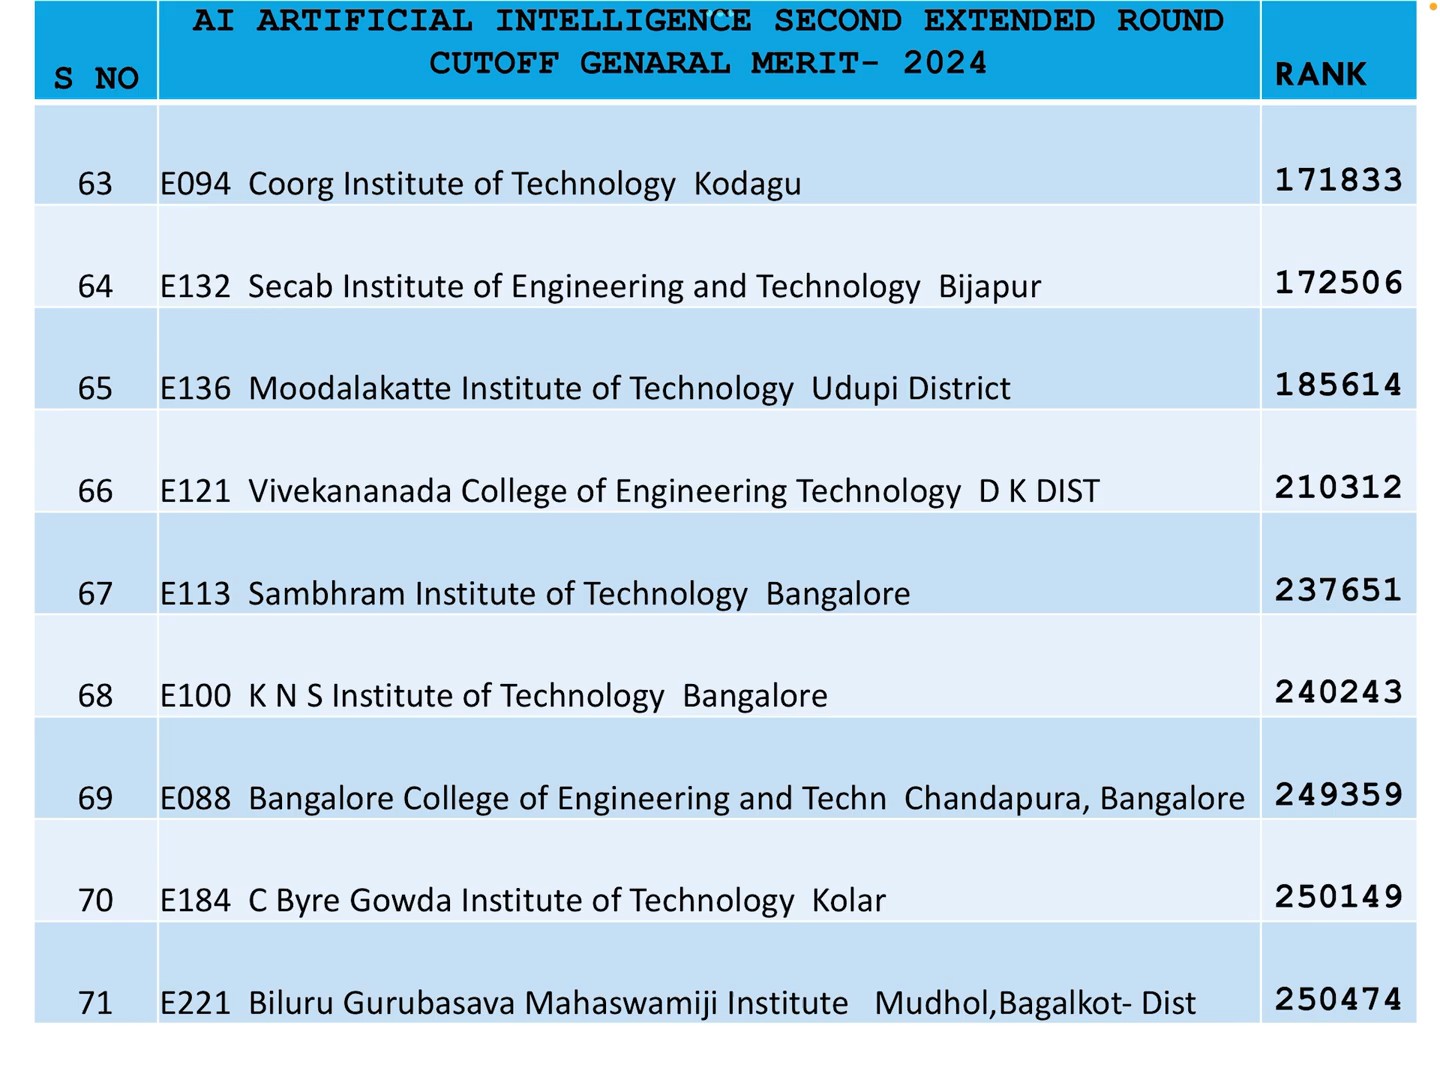 S NO
AI ARTIFICIAL INTELLIGENCE SECOND EXTENDED ROUND
CUTOFF GENARAL MERIT- 2024
RANK
63 E094 Coorg Institute of Technology Kodagu 171833
64 E132 Secab Institute of Engineering and Technology Bijapur 172506
65 E136 Moodalakatte Institute of Technology Udupi District 185614
66 E121 Vivekananada College of Engineering Technology D K DIST 210312
67 E113 Sambhram Institute of Technology Bangalore 237651
68 E100 K N S Institute of Technology Bangalore 240243
69 E088 Bangalore College of Engineering and Techn Chandapura, Bangalore 249359
70 E184 C Byre Gowda Institute of Technology Kolar 250149
71 E221 Biluru Gurubasava Mahaswamiji Institute Mudhol,Bagalkot- Dist 250474